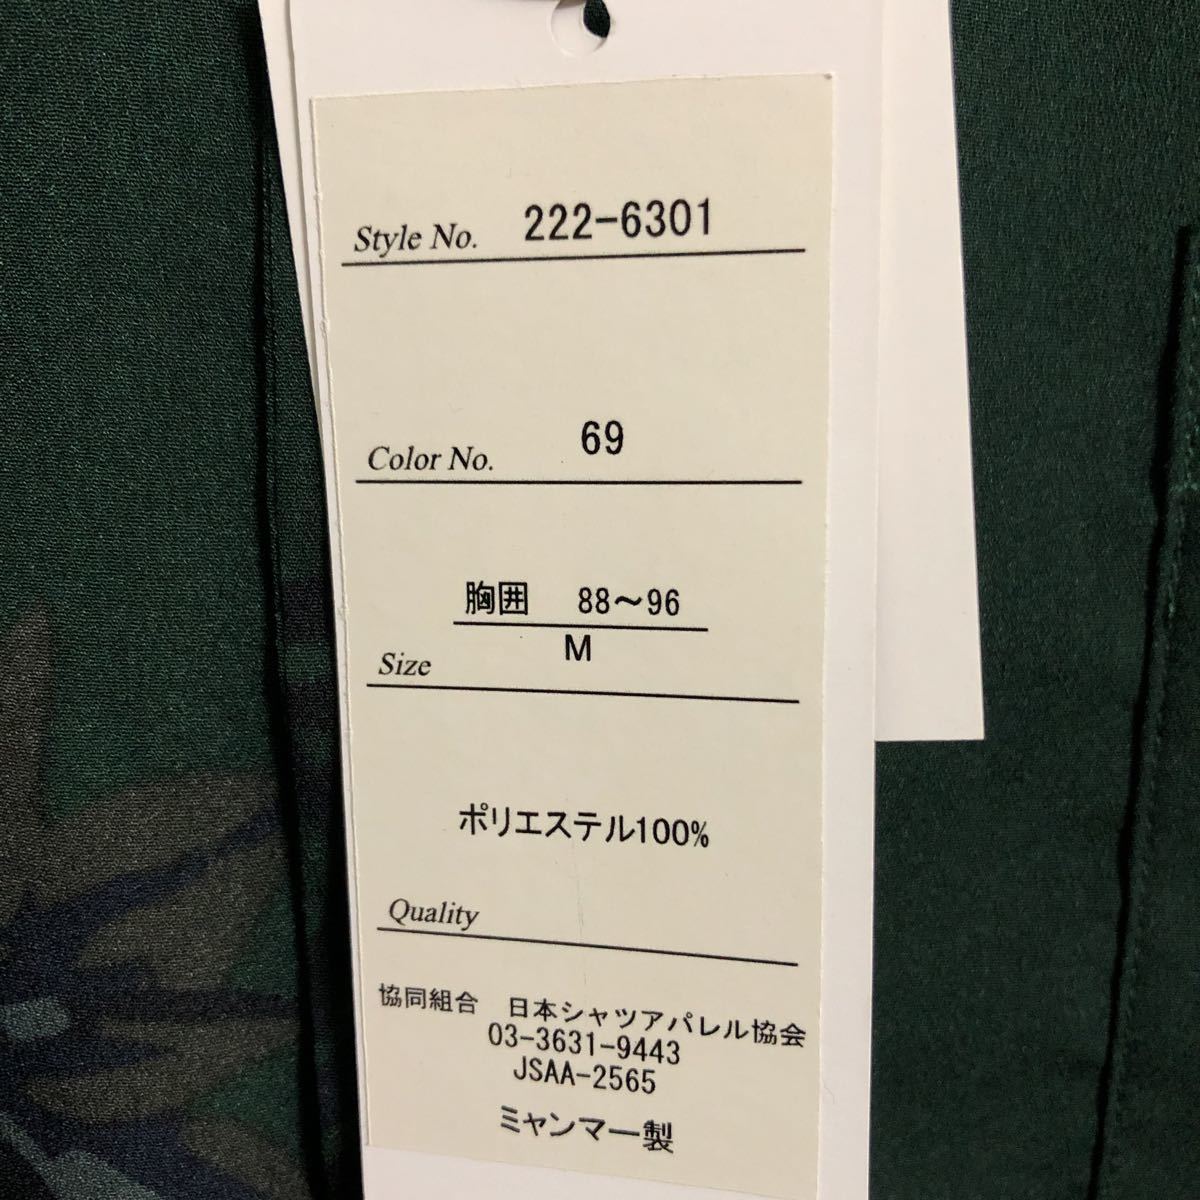 Style No. 222-6301
Color No. 69
胸囲 88～96
Size M
ポリエステル100%
Quality
協同組合 日本シャツアパレル協会
03-3631-9443
JSAA-2565
ミャンマー製